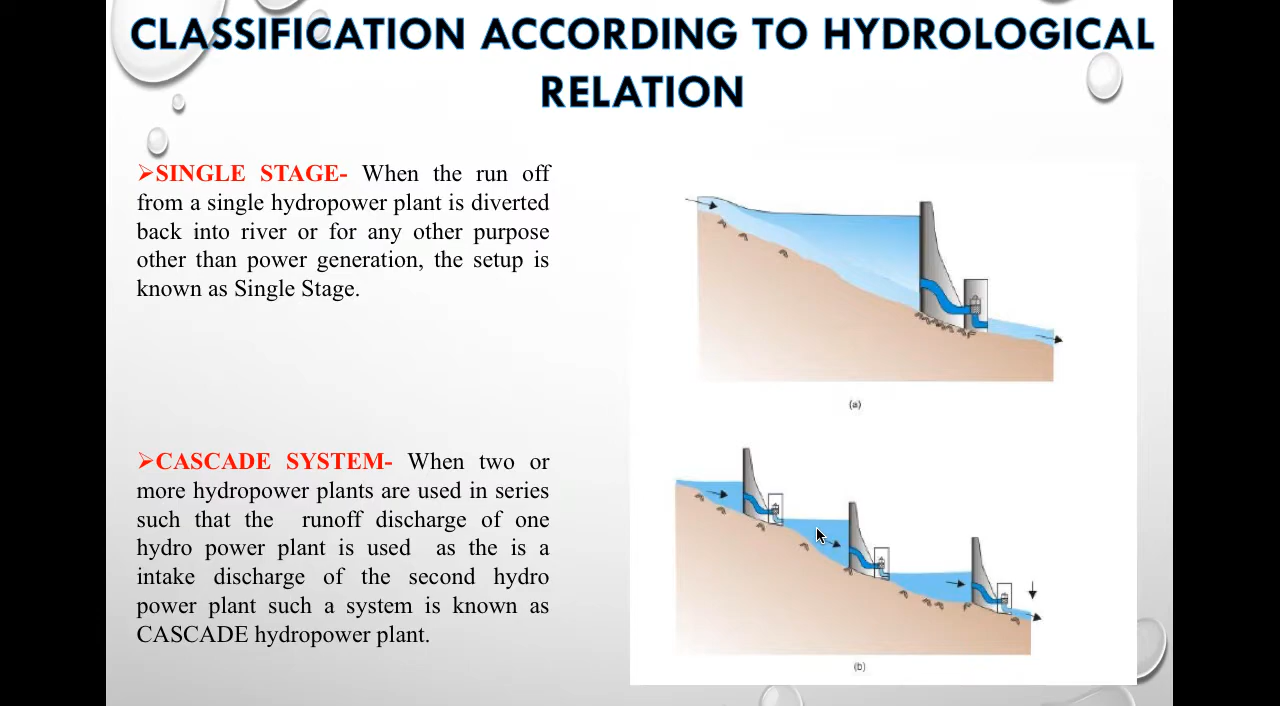 CLASSIFICATION ACCORDING TO HYDROLOGICAL
RELATION
➢SINGLE STAGE- When the run off
from a single hydropower plant is diverted
back into river or for any other purpose
other than power generation, the setup is
known as Single Stage.
(a)
➢CASCADE SYSTEM- When two or
more hydropower plants are used in series
such that the runoff discharge of one
hydro power plant is used as the is a
intake discharge of the second hydro
power plant such a system is known as
CASCADE hydropower plant.
(b)